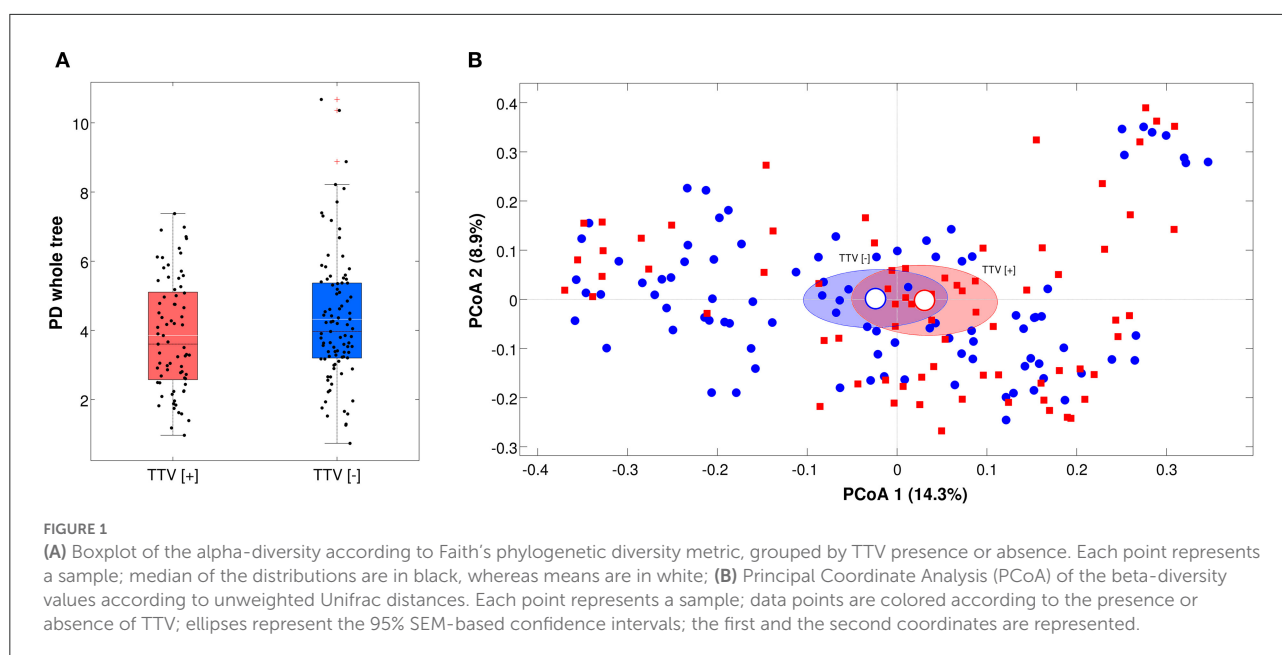 A
B
PD whole tree
10
8
6
4
2
TTV [+]
TTV [-]
PCoA 2 (8.9%)
0.4
0.3
0.2
0.1
0
-0.1
-0.2
-0.3
TTV [-]
TTV [+]
-0.4
-0.3
-0.2
-0.1
0
0.1
0.2
0.3
PCoA 1 (14.3%)
FIGURE 1
(A) Boxplot of the alpha-diversity according to Faith's phylogenetic diversity metric, grouped by TTV presence or absence. Each point represents
a sample; median of the distributions are in black, whereas means are in white; (B) Principal Coordinate Analysis (PCoA) of the beta-diversity
values according to unweighted Unifrac distances. Each point represents a sample; data points are colored according to the presence or
absence of TTV; ellipses represent the 95% SEM-based confidence intervals; the first and the second coordinates are represented.